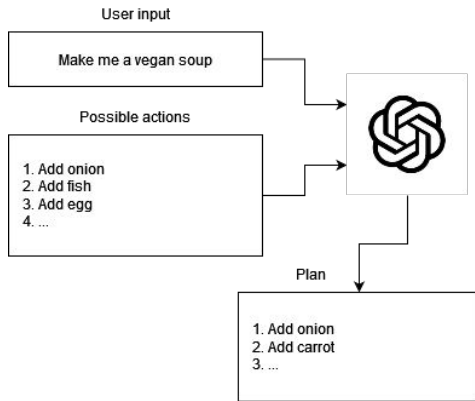 User input
Make me a vegan soup
Possible actions
1. Add onion
2. Add fish
3. Add egg
4. ...
Plan
1. Add onion
2. Add carrot
3. ...